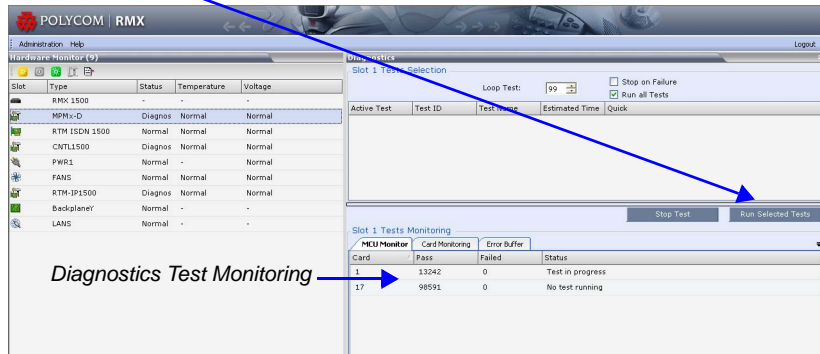 POLYCOM | RMX
Administration Help Logout
Hardware Monitor (9)
Slot Type Status Temperature Voltage
RMX 1500 - - -
MPMx-D Diagnos Normal Normal
RTM ISDN 1500 Normal Normal Normal
CNTL1500 Normal Normal Normal
PWR1 Normal - Normal
FANS Normal Normal Normal
RTM-IP1500 Diagnos Normal Normal
BackplaneY Normal - -
LANS Normal - -
Diagnostics
Slot 1 Tests Selection
Loop Test: 99
Stop on Failure
Run all Tests
Active Test Test ID Test Name Estimated Time Quick
Stop Test Run Selected Tests
Slot 1 Tests Monitoring
MCU Monitor Card Monitoring Error Buffer
Card Pass Failed Status
1 13242 0 Test in progress
17 98591 0 No test running
Diagnostics Test Monitoring